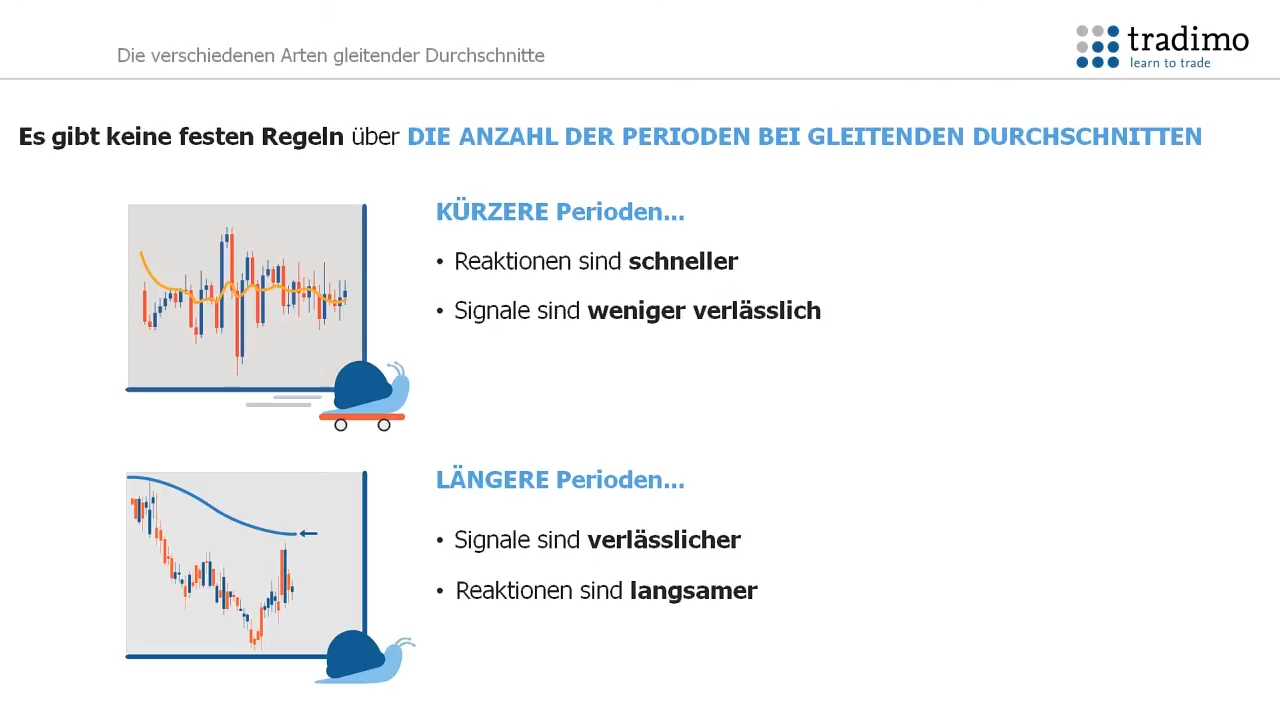 Die verschiedenen Arten gleitender Durchschnitte
tradimo
learn to trade
Es gibt keine festen Regeln über DIE ANZAHL DER PERIODEN BEI GLEITENDEN DURCHSCHNITTEN
KÜRZERE Perioden...
• Reaktionen sind schneller
• Signale sind weniger verlässlich
LÄNGERE Perioden...
• Signale sind verlässlicher
• Reaktionen sind langsamer